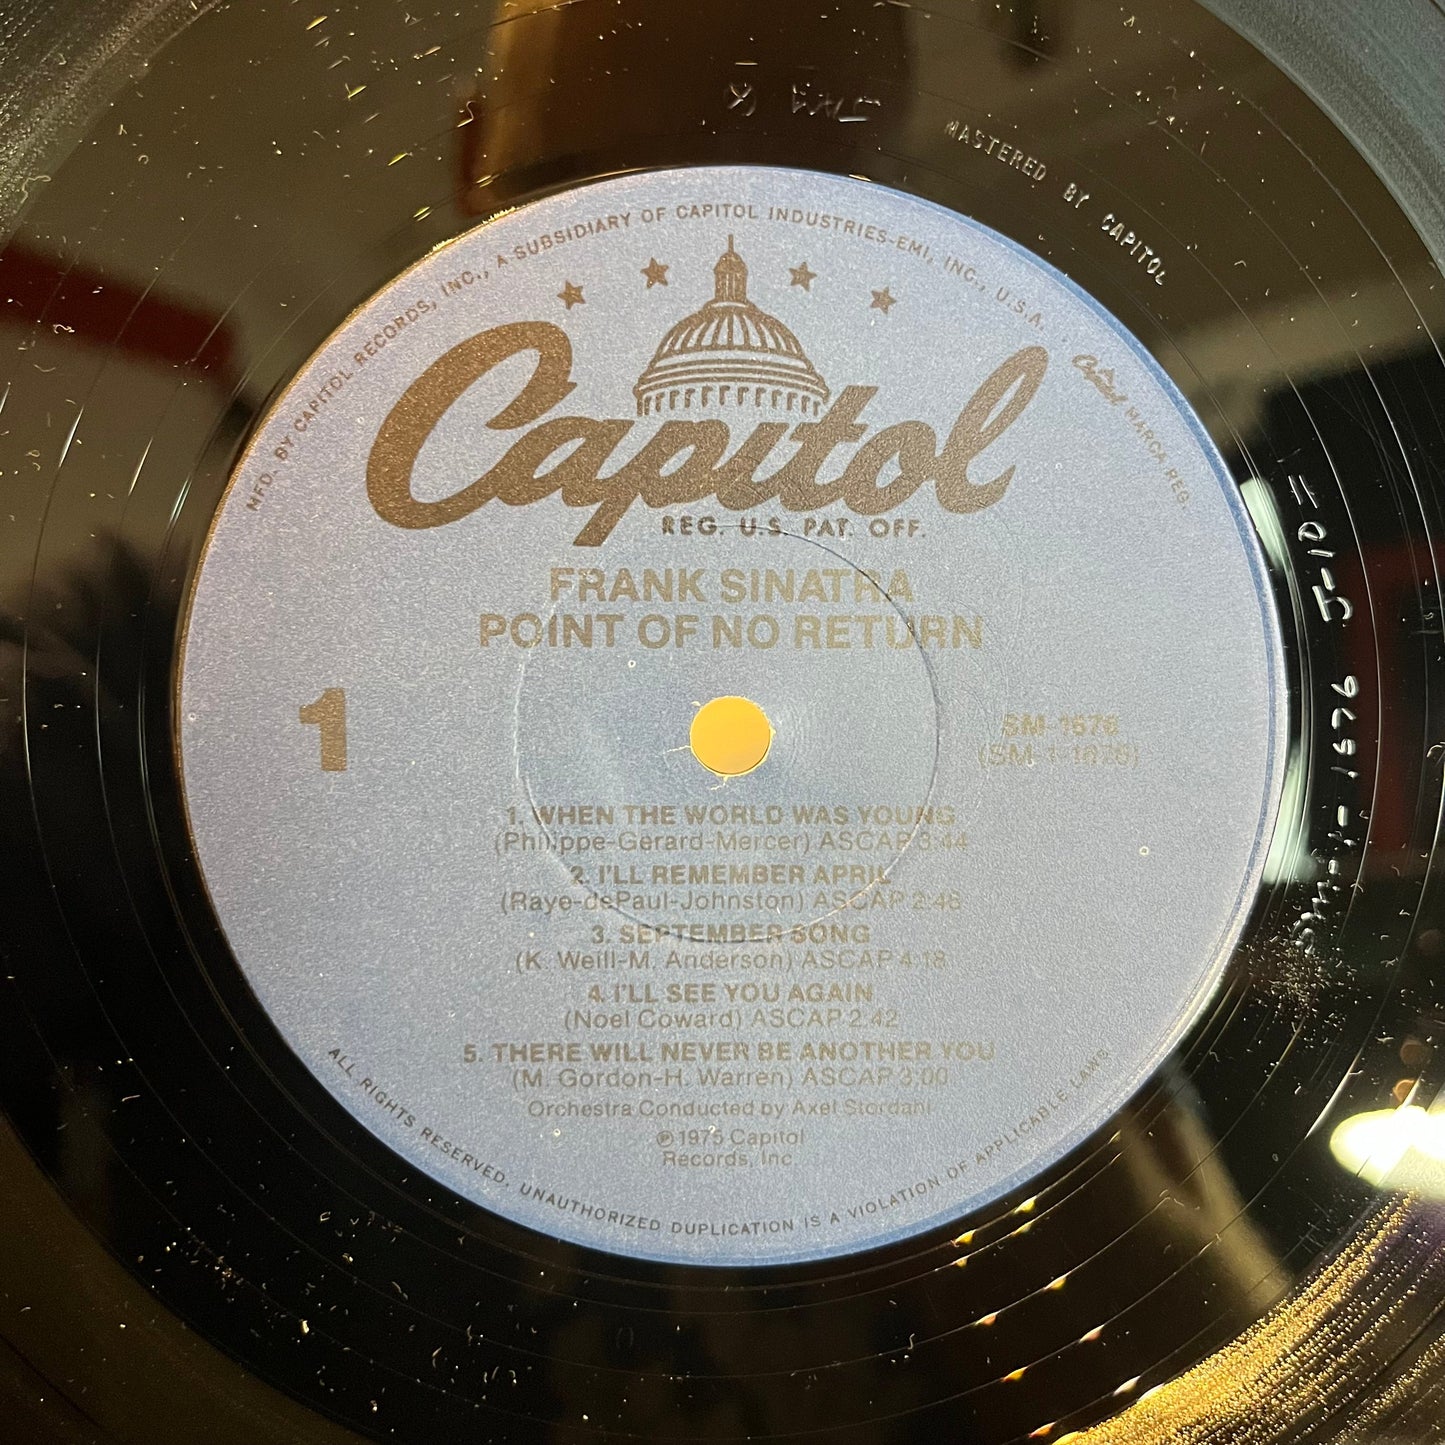 MASTERED BY CAPITOL
MFD. BY CAPITOL RECORDS, INC., A SUBSIDIARY OF CAPITOL INDUSTRIES-EMI, INC., U.S.A. . Capitol MARCA REG.
Capitol
REG. U.S. PAT. OFF.
FRANK SINATRA
POINT OF NO RETURN
1
SM-1676
(SM-1-1676)
1. WHEN THE WORLD WAS YOUNG
(Philippe-Gerard-Mercer) ASCAP 3:44
2. I'LL REMEMBER APRIL
(Raye-dePaul-Johnston) ASCAP 2:48
3. SEPTEMBER SONG
(K. Weill-M. Anderson) ASCAP 4:18
4. I'LL SEE YOU AGAIN
(Noel Coward) ASCAP 2:42
5. THERE WILL NEVER BE ANOTHER YOU
(M. Gordon-H. Warren) ASCAP 3:00
Orchestra Conducted by Axel Stordahl
℗ 1975 Capitol
Records, Inc.
ALL RIGHTS RESERVED. UNAUTHORIZED DUPLICATION IS A VIOLATION OF APPLICABLE LAWS